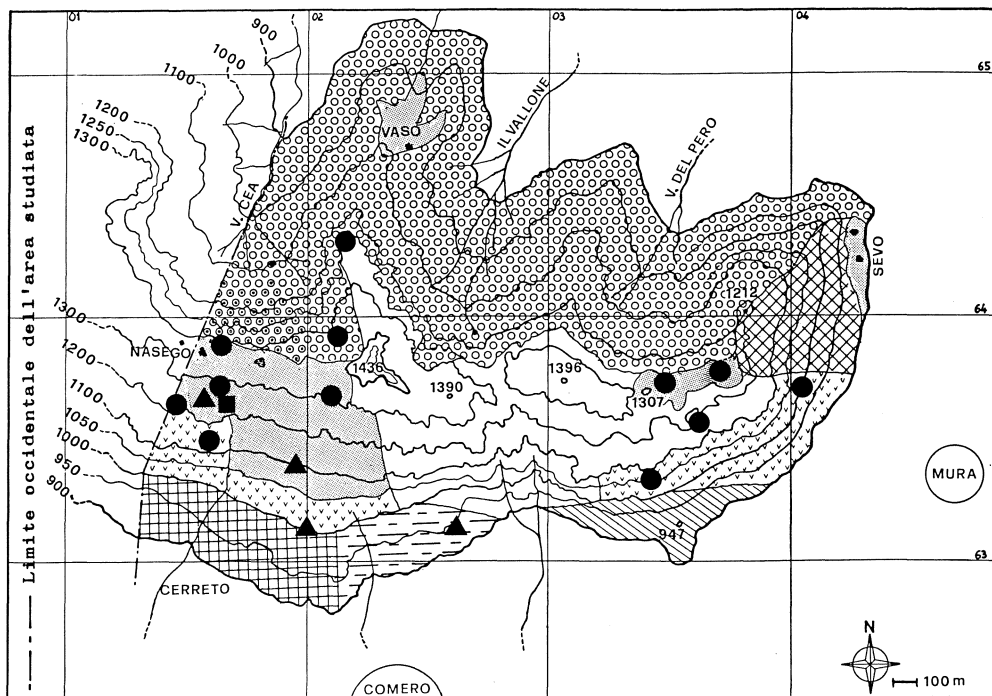 01
02
03
04
65
64
63
900
1000
1100
1200
1250
1300
V. CEA
VASO
IL VALLONE
V. DEL PERO
SEVO
1212
1300
NASEGO
1200
1100
1050
1000
950
900
1436
1390
1396
1307
947
MURA
CERRETO
COMERO
N
100 m
Limite occidentale dell'area studiata